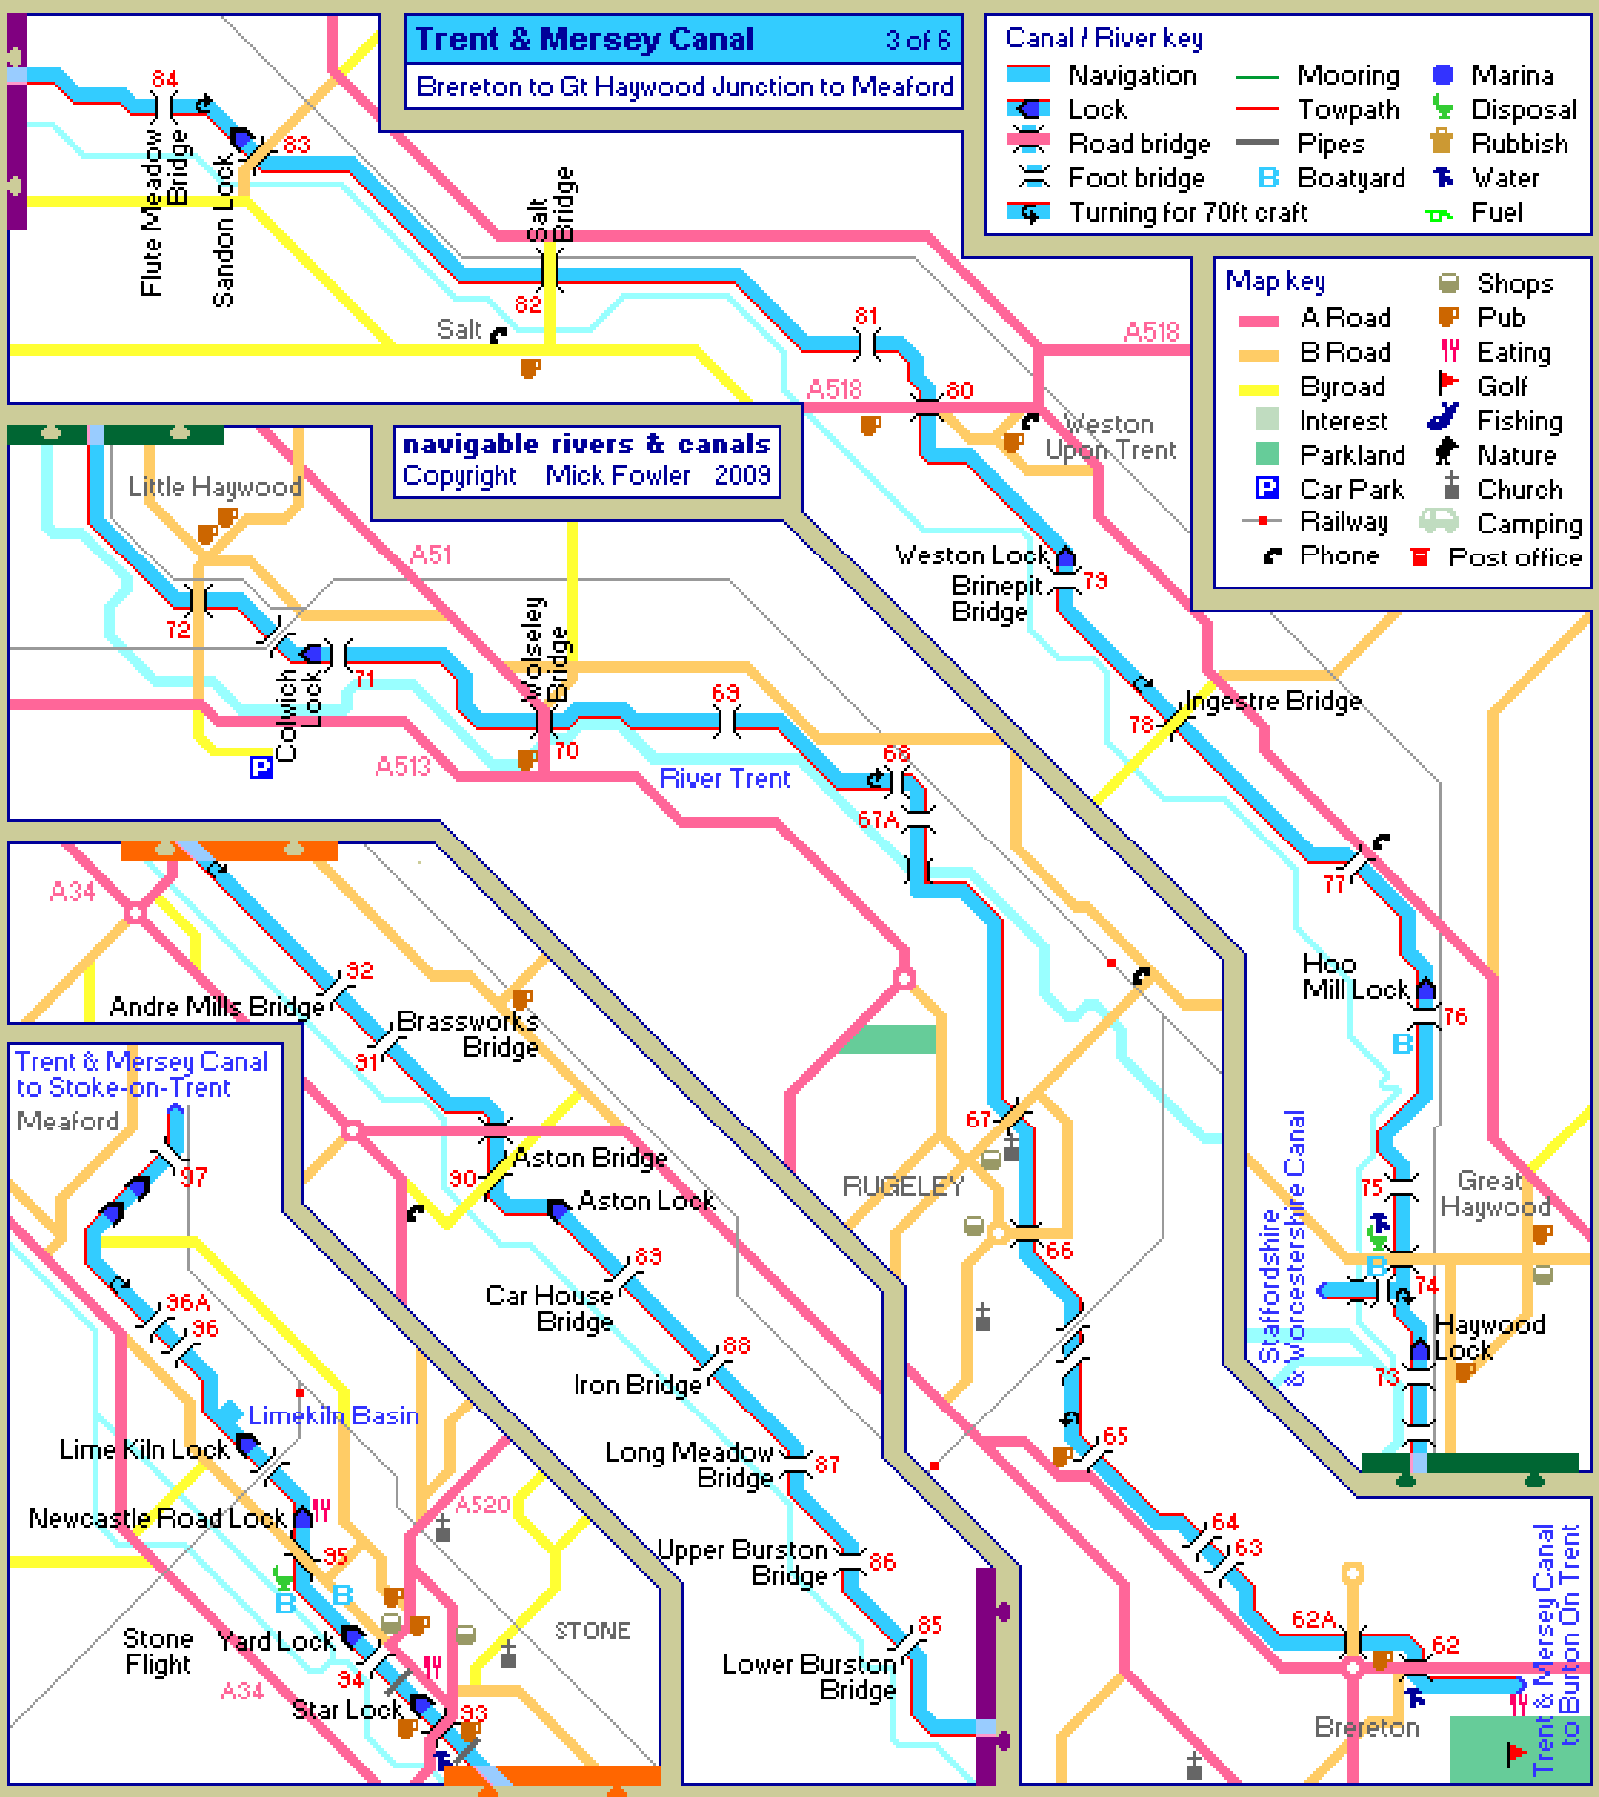 Trent & Mersey Canal
3 of 6
Brereton to Gt Haywood Junction to Meaford
Canal / River key
Navigation
Mooring
Marina
Lock
Towpath
Disposal
Road bridge
Pipes
Rubbish
Foot bridge
B
Boatyard
Water
Turning for 70ft craft
Fuel
Map key
Shops
A Road
Pub
B Road
Eating
Byroad
Golf
Interest
Fishing
Parkland
Nature
P
Car Park
Church
Railway
Camping
Phone
Post office
84
Flute Meadow
Bridge
Sandon Lock
83
Salt
Bridge
82
Salt
81
A518
A518
80
Weston
Upon Trent
Weston Lock
Brinepit
Bridge
79
Ingestre Bridge
78
77
Hoo
Mill Lock
76
B
75
Great
Haywood
B
74
Haywood
Lock
73
Staffordshire
& Worcestershire Canal
navigable rivers & canals
Copyright Mick Fowler 2009
Little Haywood
A51
72
Colwich
Lock
71
Wolseley
Bridge
70
69
68
67A
P
A513
River Trent
67
RUGELEY
66
65
64
63
62A
62
Brereton
Trent & Mersey Canal
to Burton On Trent
A34
92
Andre Mills Bridge
Brassworks
Bridge
91
Aston Bridge
90
Aston Lock
89
Car House
Bridge
88
Iron Bridge
Long Meadow
Bridge
87
Upper Burston
Bridge
86
85
Lower Burston
Bridge
Trent & Mersey Canal
to Stoke-on-Trent
Meaford
97
96A
96
Limekiln Basin
Lime Kiln Lock
Newcastle Road Lock
A520
95
B
B
Stone
Flight
Yard Lock
STONE
94
A34
Star Lock
93